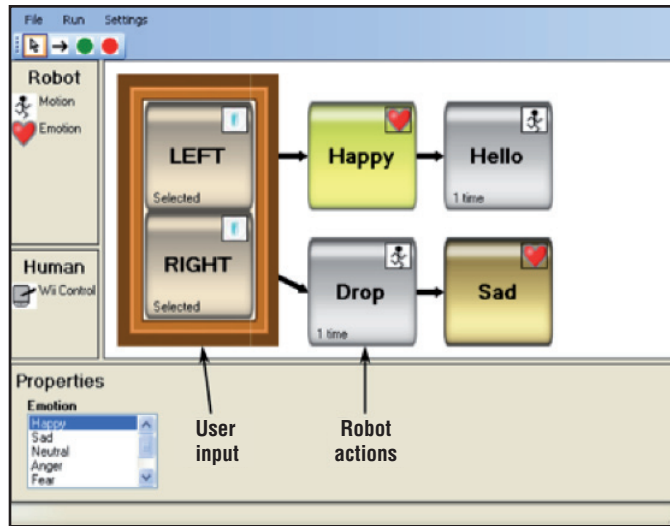 File Run Settings
Robot
Motion
Emotion
Human
Wii Control
LEFT
Selected
RIGHT
Selected
Happy
Hello
1 time
Drop
1 time
Sad
Properties
Emotion
Happy
Sad
Neutral
Anger
Fear
User
input
Robot
actions